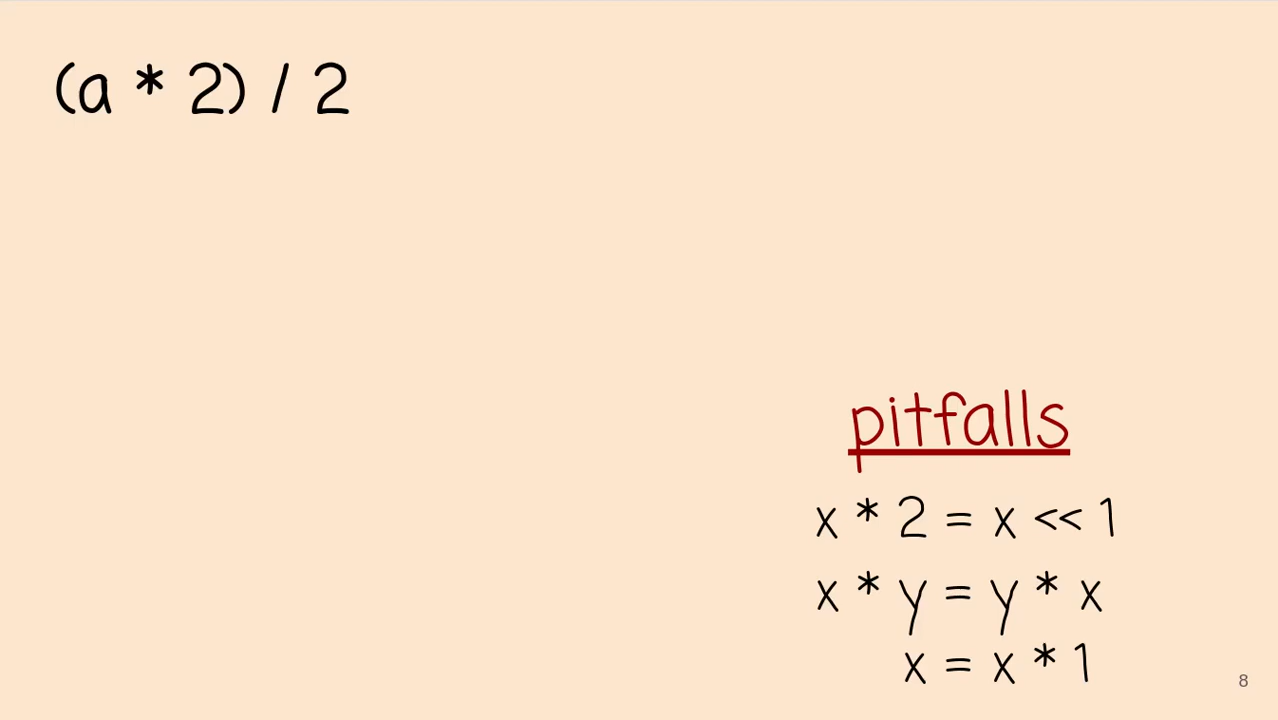 (a * 2) / 2
pitfalls
x * 2 = x << 1
x * y = y * x
x = x * 1
8